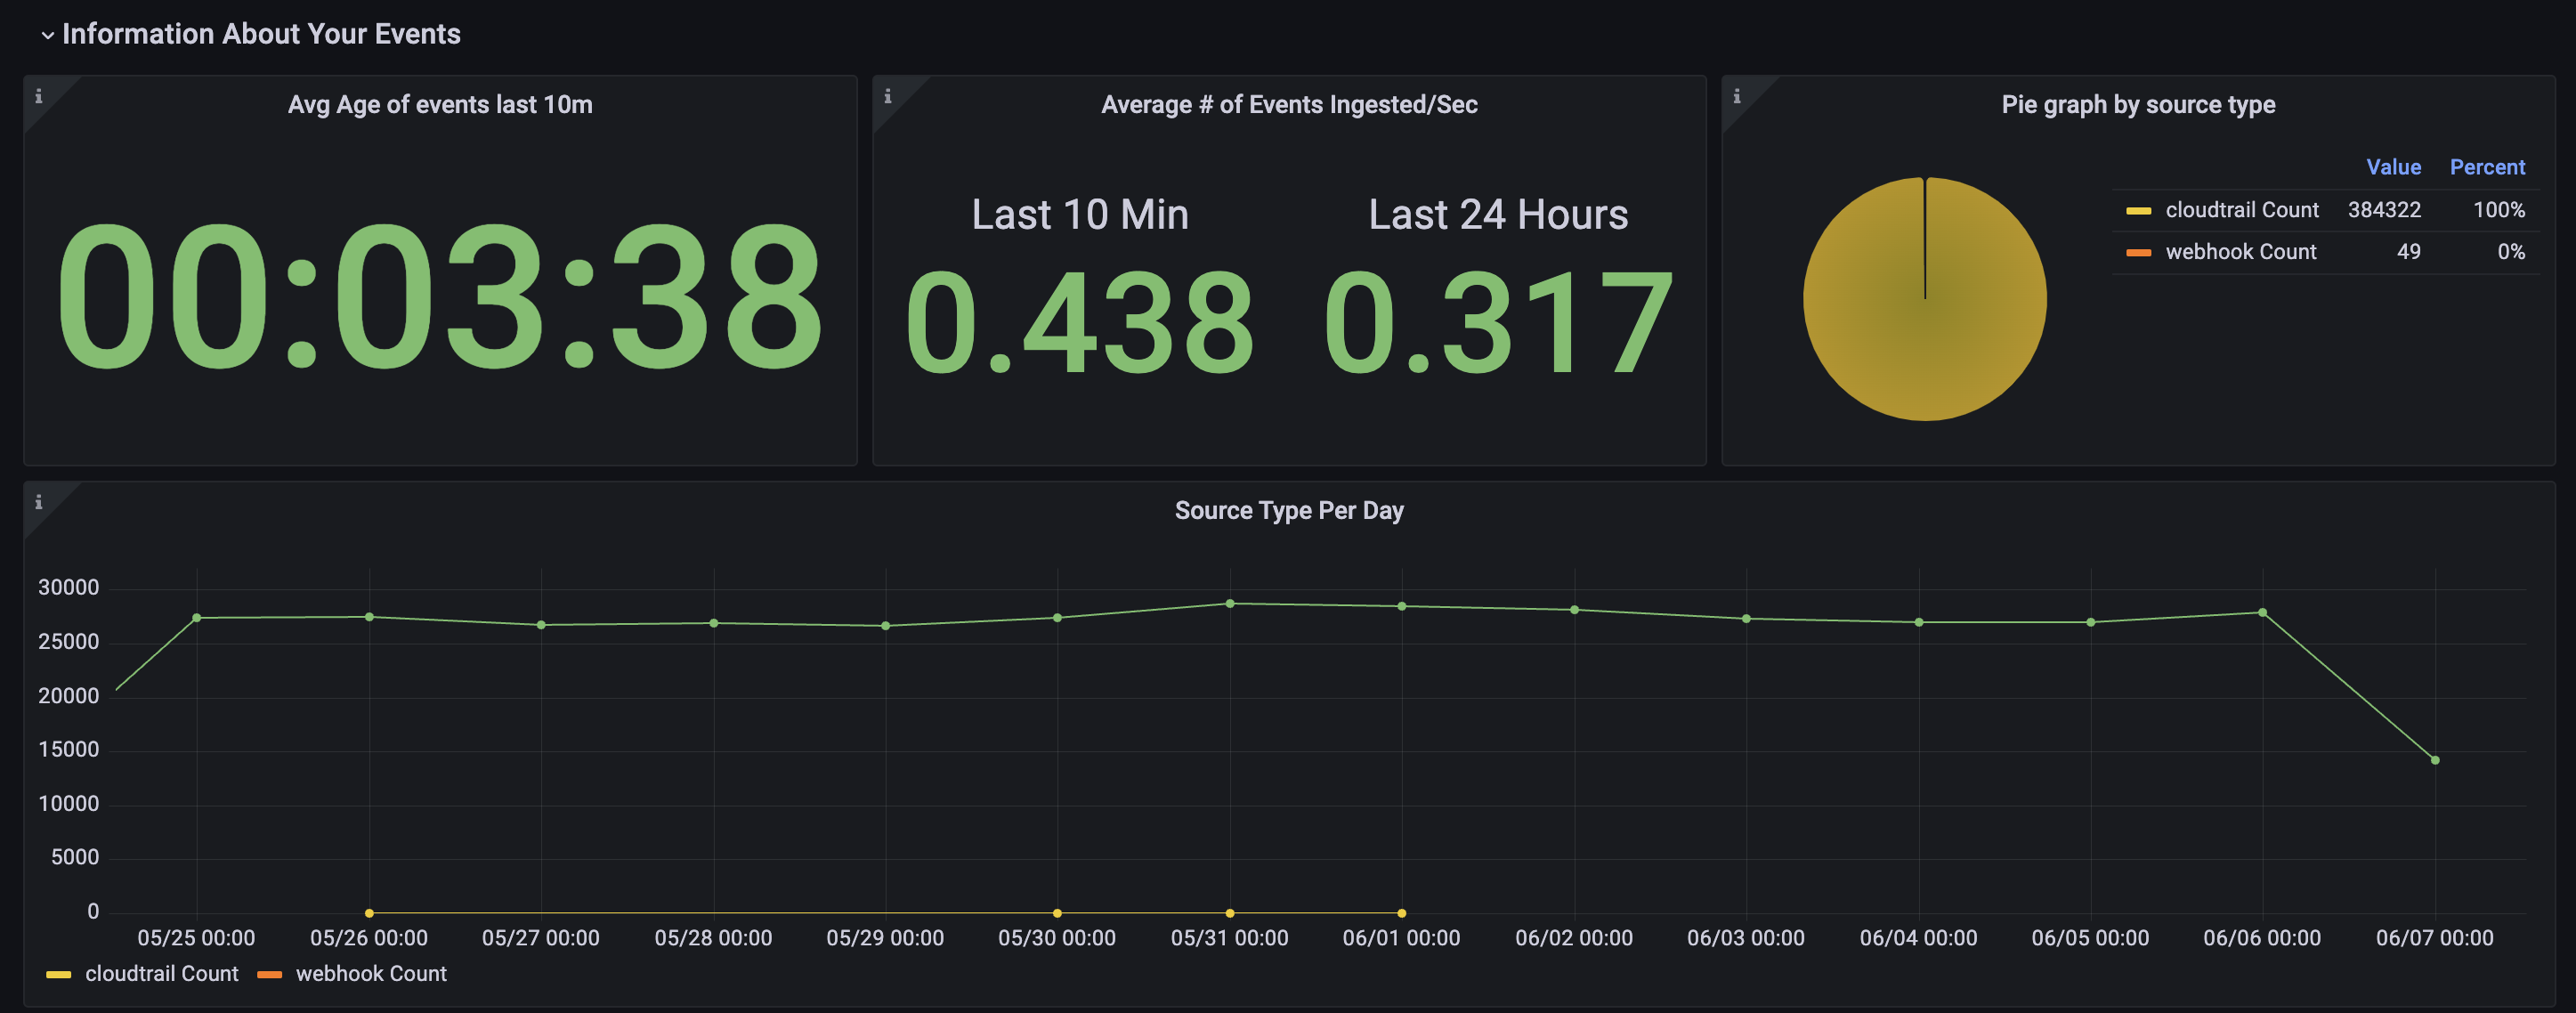 Information About Your Events
Avg Age of events last 10m
00:03:38
Average # of Events Ingested/Sec
Last 10 Min
0.438
Last 24 Hours
0.317
Pie graph by source type
Value Percent
cloudtrail Count 384322 100%
webhook Count 49 0%
Source Type Per Day
30000
25000
20000
15000
10000
5000
0
05/25 00:00 05/26 00:00 05/27 00:00 05/28 00:00 05/29 00:00 05/30 00:00 05/31 00:00 06/01 00:00 06/02 00:00 06/03 00:00 06/04 00:00 06/05 00:00 06/06 00:00 06/07 00:00
cloudtrail Count webhook Count